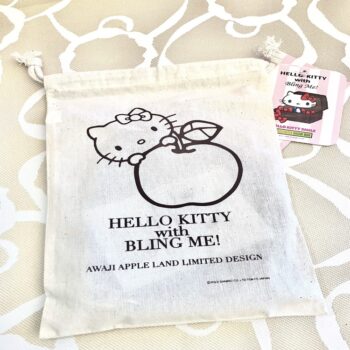 HELLO KITTY
with
Bling Me!
HELLO KITTY
with
BLING ME!
AWAJI APPLE LAND LIMITED DESIGN